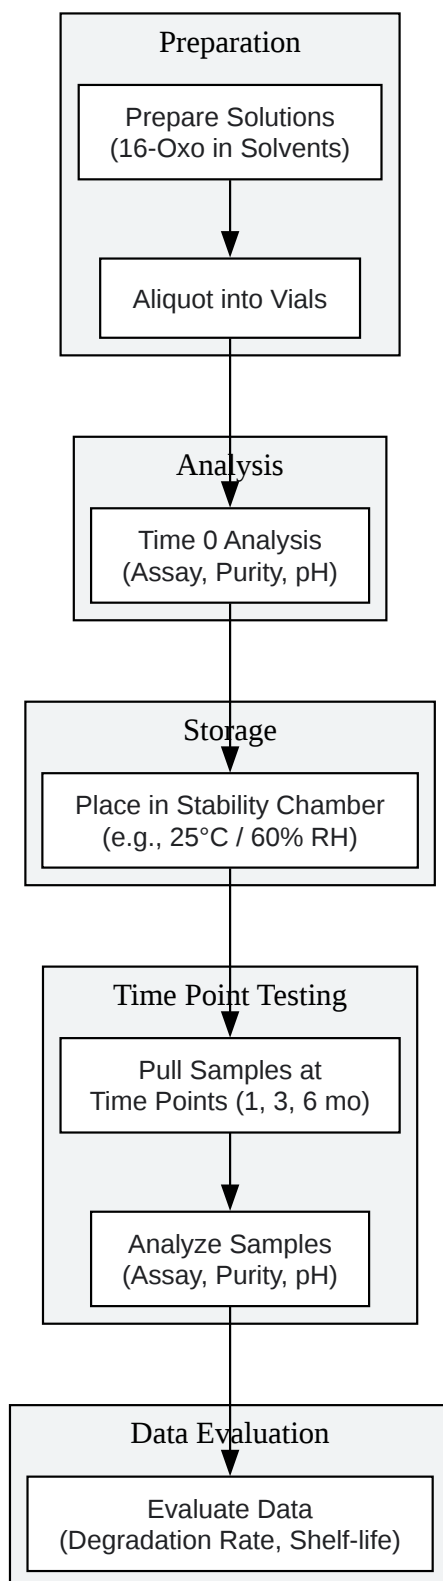 Preparation
Prepare Solutions
(16-Oxo in Solvents)
Aliquot into Vials
Analysis
Time 0 Analysis
(Assay, Purity, pH)
Storage
Place in Stability Chamber
(e.g., 25°C / 60% RH)
Time Point Testing
Pull Samples at
Time Points (1, 3, 6 mo)
Analyze Samples
(Assay, Purity, pH)
Data Evaluation
Evaluate Data
(Degradation Rate, Shelf-life)